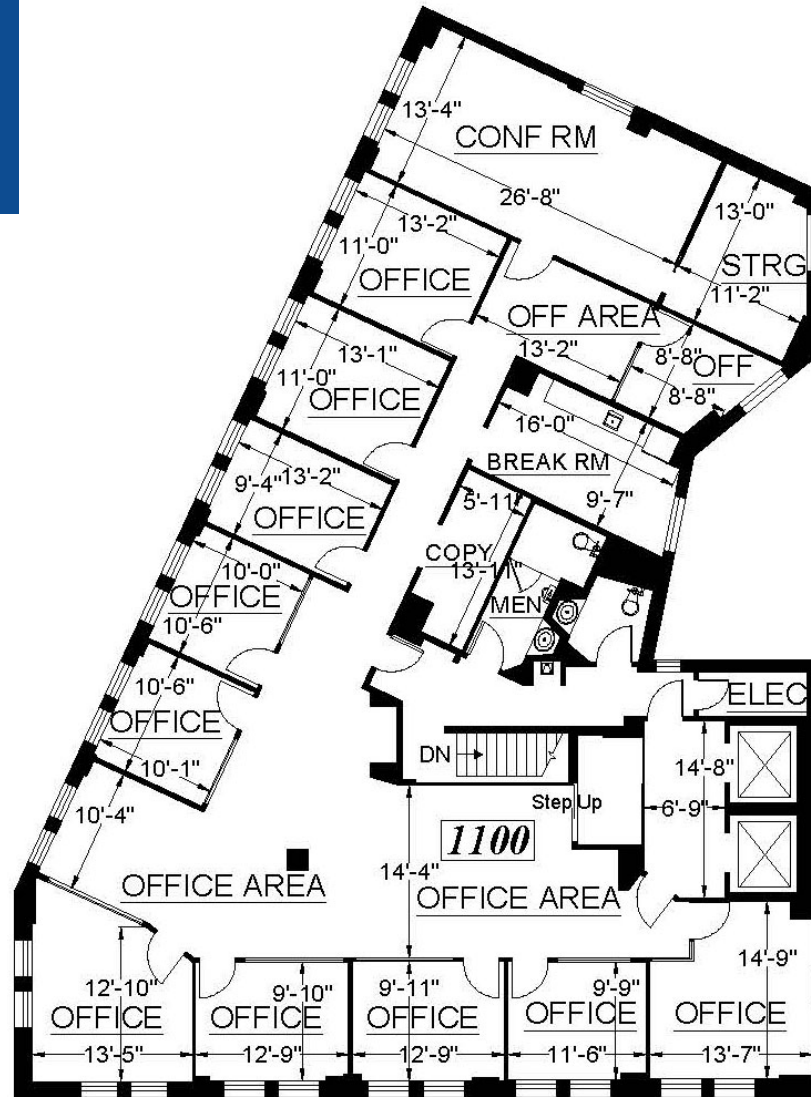 13'-4"
CONF RM
26'-8"
13'-0"
STRG
11'-2"
13'-2"
11'-0"
OFFICE
OFF AREA
13'-2"
8'-8"
OFF
8'-8"
13'-1"
11'-0"
OFFICE
16'-0"
BREAK RM
9'-7"
9'-4"
13'-2"
OFFICE
5'-11"
COPY
13'-11"
MEN
10'-0"
OFFICE
10'-6"
10'-6"
OFFICE
10'-1"
ELEC
DN
14'-8"
Step Up
6'-9"
10'-4"
1100
14'-4"
OFFICE AREA
OFFICE AREA
12'-10"
OFFICE
13'-5"
9'-10"
OFFICE
12'-9"
9'-11"
OFFICE
12'-9"
9'-9"
OFFICE
11'-6"
14'-9"
OFFICE
13'-7"